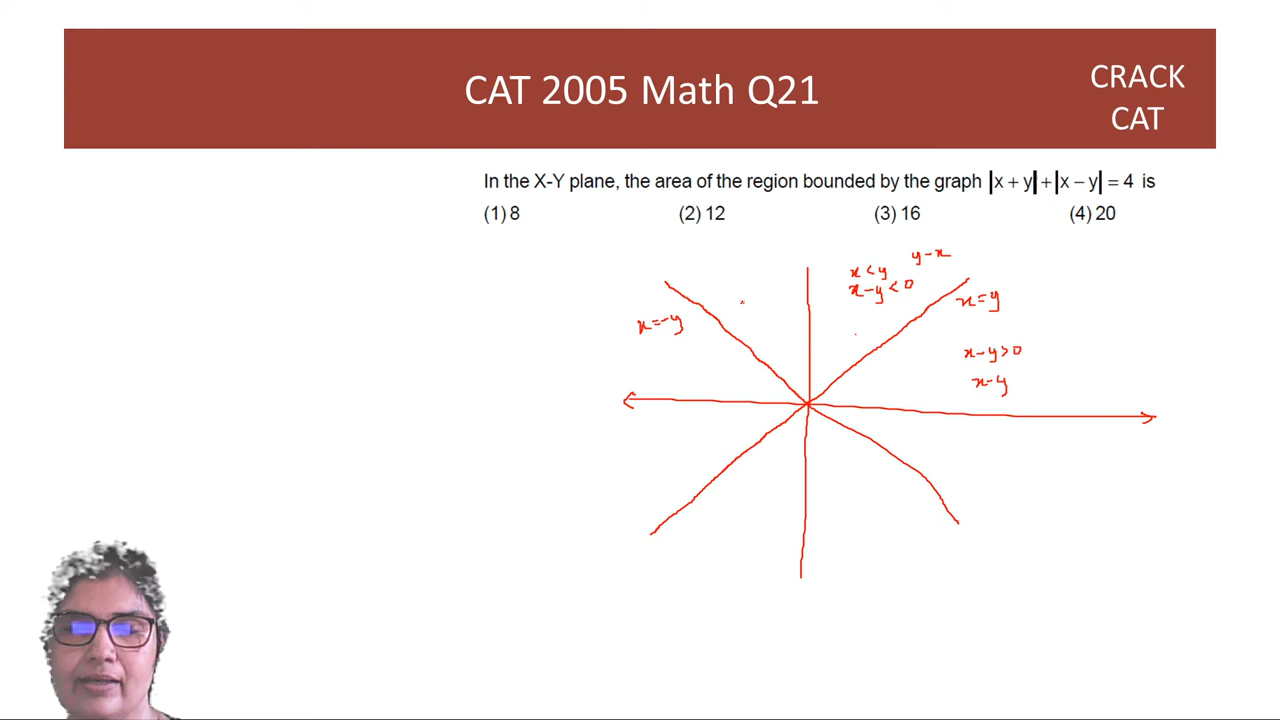 CAT 2005 Math Q21
CRACK
CAT
In the X-Y plane, the area of the region bounded by the graph |x + y| + |x − y| = 4 is
(1) 8 (2) 12 (3) 16 (4) 20
x < y y − x
x − y < 0
x = y
x = −y
x − y > 0
x − y